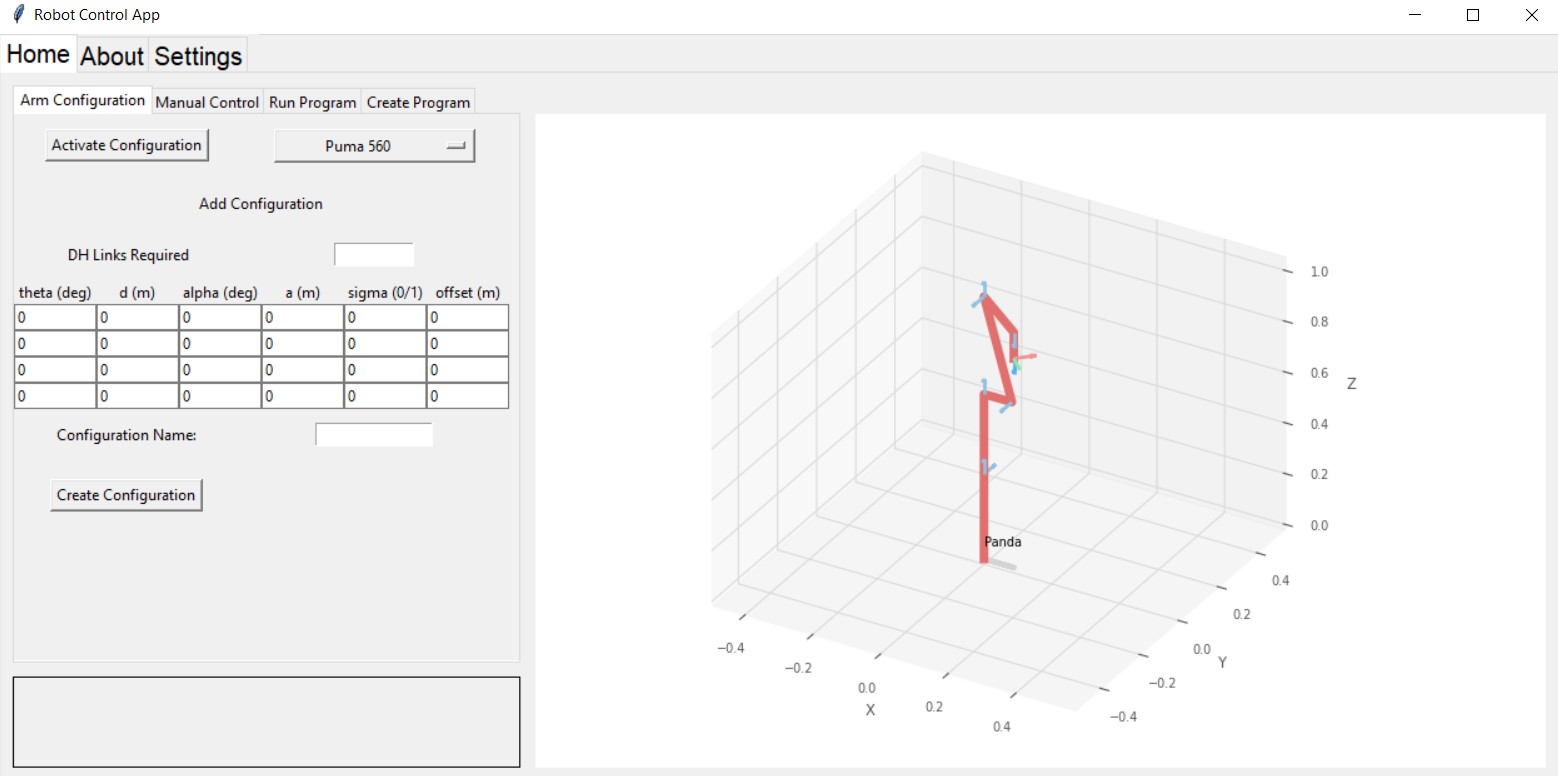 Robot Control App
Home About Settings
Arm Configuration Manual Control Run Program Create Program
Activate Configuration Puma 560
Add Configuration
DH Links Required
theta (deg) d (m) alpha (deg) a (m) sigma (0/1) offset (m)
0 0 0 0 0 0
0 0 0 0 0 0
0 0 0 0 0 0
0 0 0 0 0 0
Configuration Name:
Create Configuration
Panda
1.0
0.8
0.6
Z
0.4
0.2
0.0
0.4
0.2
0.0
Y
−0.2
−0.4
−0.4
−0.2
0.0
X
0.2
0.4